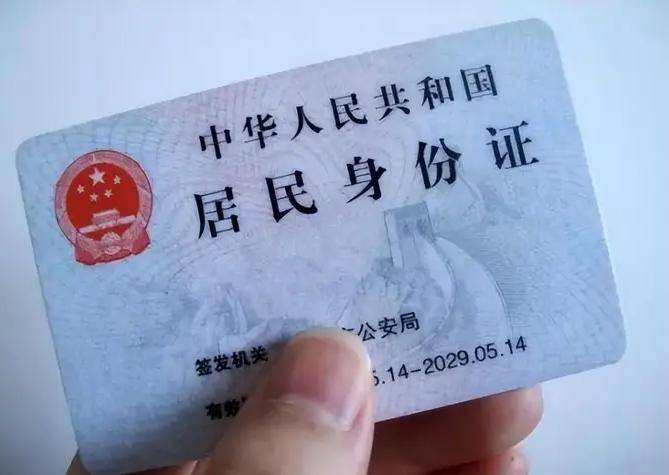 中华人民共和国
居民身份证
签发机关 公安局
有效 5.14-2029.05.14